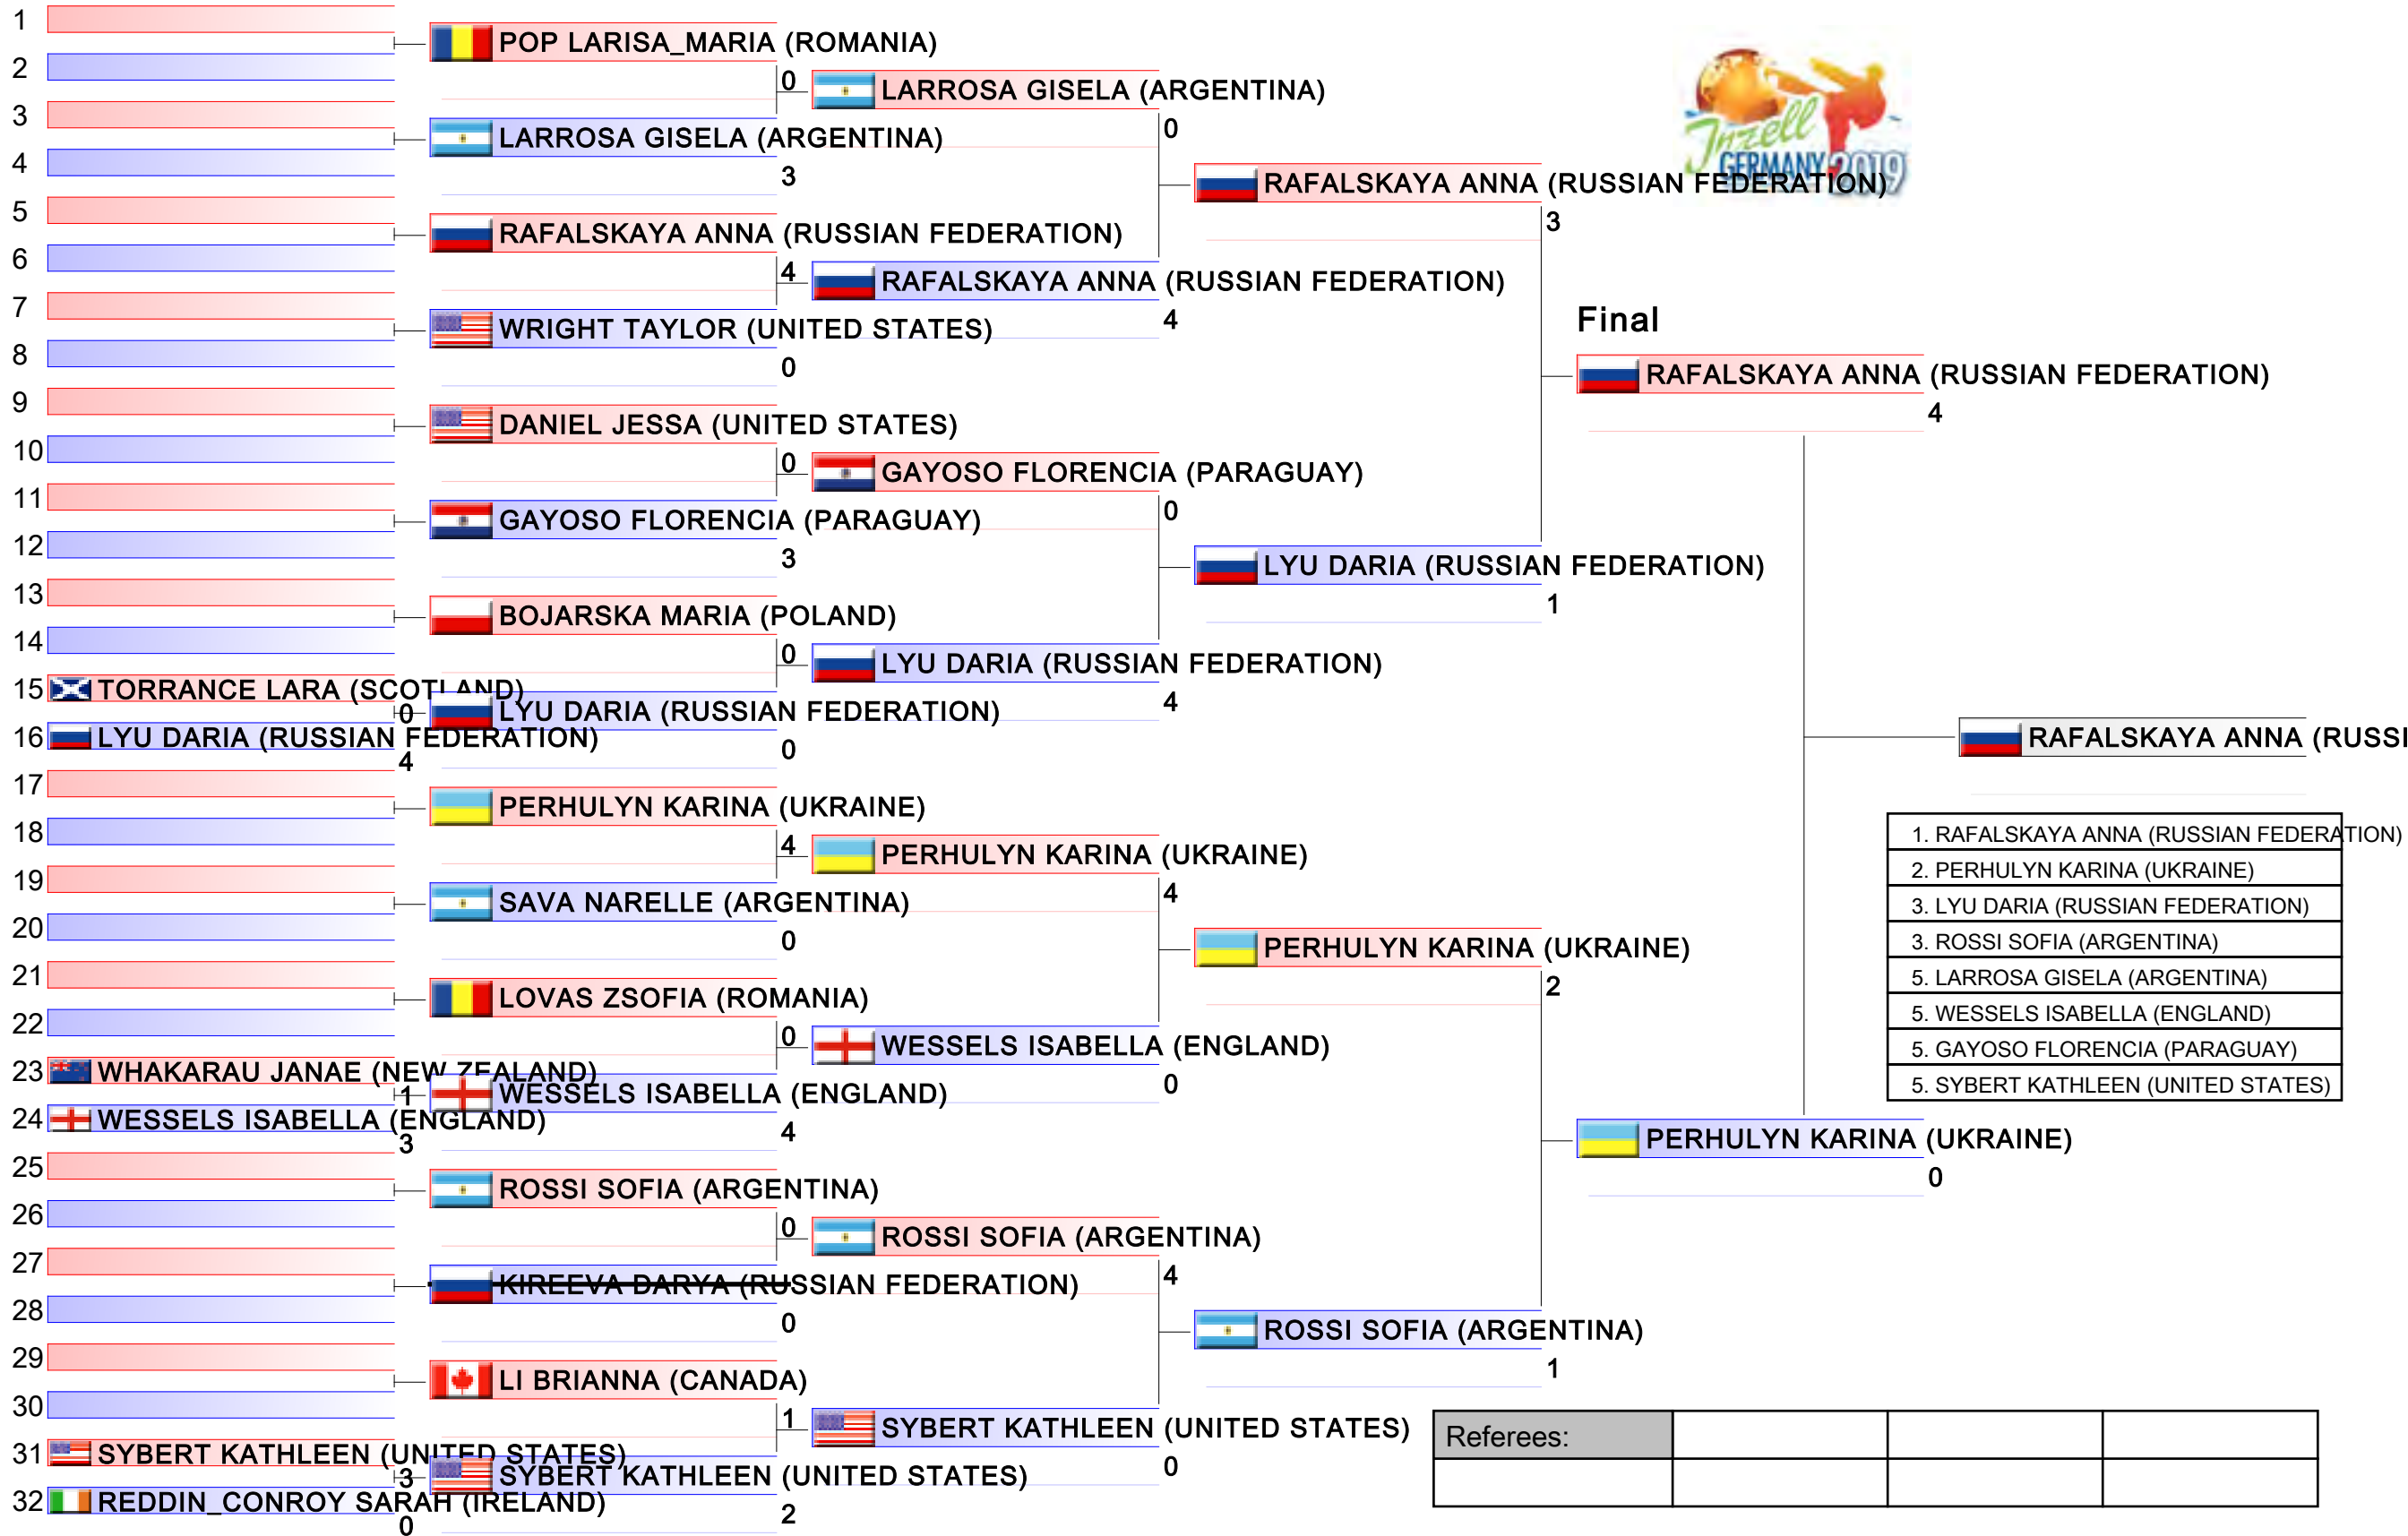 1
2
3
4
5
6
7
8
9
10
11
12
13
14
15 TORRANCE LARA (SCOTLAND)
0
16 LYU DARIA (RUSSIAN FEDERATION)
4
17
18
19
20
21
22
23 WHAKARAU JANAE (NEW ZEALAND)
1
24 WESSELS ISABELLA (ENGLAND)
3
25
26
27
28
29
30
31 SYBERT KATHLEEN (UNITED STATES)
3
32 REDDIN_CONROY SARAH (IRELAND)
0
POP LARISA_MARIA (ROMANIA)
0
LARROSA GISELA (ARGENTINA)
3
RAFALSKAYA ANNA (RUSSIAN FEDERATION)
4
WRIGHT TAYLOR (UNITED STATES)
0
DANIEL JESSA (UNITED STATES)
0
GAYOSO FLORENCIA (PARAGUAY)
3
BOJARSKA MARIA (POLAND)
0
LYU DARIA (RUSSIAN FEDERATION)
0
PERHULYN KARINA (UKRAINE)
4
SAVA NARELLE (ARGENTINA)
0
LOVAS ZSOFIA (ROMANIA)
0
WESSELS ISABELLA (ENGLAND)
4
ROSSI SOFIA (ARGENTINA)
0
KIREEVA DARYA (RUSSIAN FEDERATION)
0
LI BRIANNA (CANADA)
1
SYBERT KATHLEEN (UNITED STATES)
2
LARROSA GISELA (ARGENTINA)
0
RAFALSKAYA ANNA (RUSSIAN FEDERATION)
4
GAYOSO FLORENCIA (PARAGUAY)
0
LYU DARIA (RUSSIAN FEDERATION)
4
PERHULYN KARINA (UKRAINE)
4
WESSELS ISABELLA (ENGLAND)
0
ROSSI SOFIA (ARGENTINA)
4
SYBERT KATHLEEN (UNITED STATES)
0
RAFALSKAYA ANNA (RUSSIAN FEDERATION)
3
LYU DARIA (RUSSIAN FEDERATION)
1
PERHULYN KARINA (UKRAINE)
2
ROSSI SOFIA (ARGENTINA)
1
Inzell
GERMANY 2019
Final
RAFALSKAYA ANNA (RUSSIAN FEDERATION)
4
PERHULYN KARINA (UKRAINE)
0
RAFALSKAYA ANNA (RUSSI
1. RAFALSKAYA ANNA (RUSSIAN FEDERATION)
2. PERHULYN KARINA (UKRAINE)
3. LYU DARIA (RUSSIAN FEDERATION)
3. ROSSI SOFIA (ARGENTINA)
5. LARROSA GISELA (ARGENTINA)
5. WESSELS ISABELLA (ENGLAND)
5. GAYOSO FLORENCIA (PARAGUAY)
5. SYBERT KATHLEEN (UNITED STATES)
Referees: